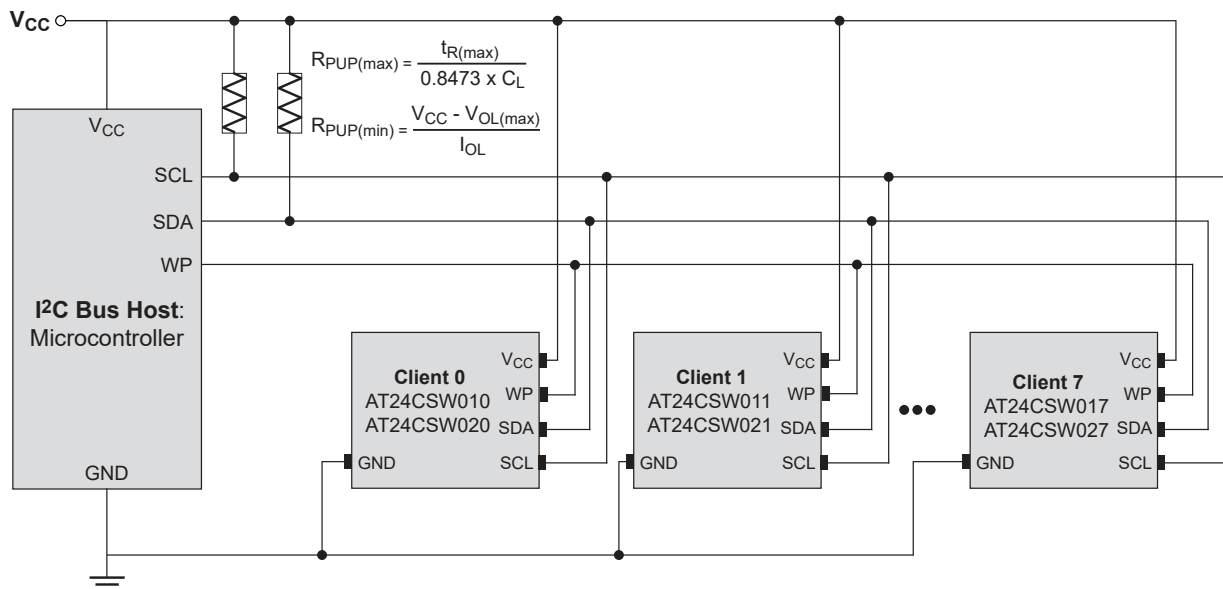 VCC
RPUP(max) = tR(max)
0.8473 x CL
RPUP(min) = VCC - VOL(max)
IOL
VCC
SCL
SDA
WP
I²C Bus Host:
Microcontroller
GND
Client 0
AT24CSW010
AT24CSW020
VCC
WP
SDA
SCL
GND
Client 1
AT24CSW011
AT24CSW021
VCC
WP
SDA
SCL
GND
Client 7
AT24CSW017
AT24CSW027
VCC
WP
SDA
SCL
GND